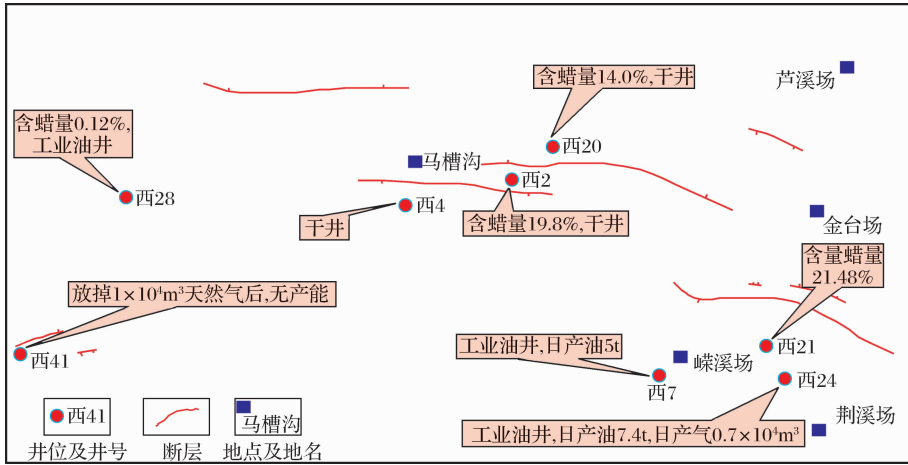 芦溪场
含蜡量14.0%,干井
西20
含蜡量0.12%,
工业油井
马槽沟
西2
西28
西4
干井
含蜡量19.8%,干井
金台场
含量蜡量
21.48%
放掉1×10⁴m³天然气后,无产能
西41
工业油井,日产油5t
西21
嵘溪场
西7
西24
工业油井,日产油7.4t,日产气0.7×10⁴m³
荆溪场
西41
马槽沟
井位及井号
断层
地点及地名